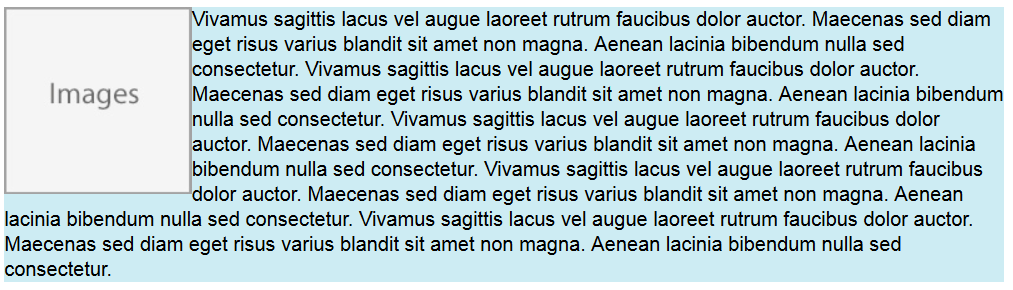 Images
Vivamus sagittis lacus vel augue laoreet rutrum faucibus dolor auctor. Maecenas sed diam
eget risus varius blandit sit amet non magna. Aenean lacinia bibendum nulla sed
consectetur. Vivamus sagittis lacus vel augue laoreet rutrum faucibus dolor auctor.
Maecenas sed diam eget risus varius blandit sit amet non magna. Aenean lacinia bibendum
nulla sed consectetur. Vivamus sagittis lacus vel augue laoreet rutrum faucibus dolor
auctor. Maecenas sed diam eget risus varius blandit sit amet non magna. Aenean lacinia
bibendum nulla sed consectetur. Vivamus sagittis lacus vel augue laoreet rutrum faucibus
dolor auctor. Maecenas sed diam eget risus varius blandit sit amet non magna. Aenean
lacinia bibendum nulla sed consectetur. Vivamus sagittis lacus vel augue laoreet rutrum faucibus dolor auctor.
Maecenas sed diam eget risus varius blandit sit amet non magna. Aenean lacinia bibendum nulla sed
consectetur.